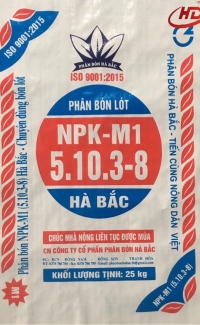 HD
PHÂN BÓN HÀ BẮC
ISO 9001:2015
ISO 9001:2015
PHÂN BÓN LÓT
NPK-M1
5.10.3-8
HÀ BẮC
CHÚC NHÀ NÔNG LIÊN TỤC ĐƯỢC MÙA
CN CÔNG TY CỔ PHẦN PHÂN BÓN HÀ BẮC
KHỐI LƯỢNG TỊNH: 25 kg
Phân bón NPK-M1 (5.10.3-8) Hà Bắc - Chuyên dùng bón lót
PHÂN BÓN HÀ BẮC - TIẾN CÙNG NÔNG DÂN VIỆT
NPK-M1 (5.10.3-8)